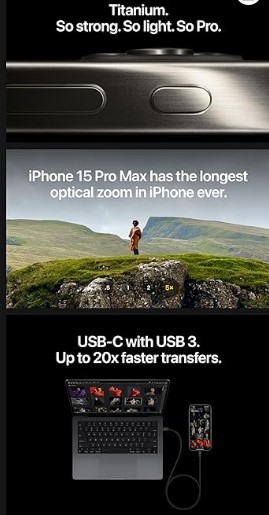 Titanium.
So strong. So light. So Pro.
iPhone 15 Pro Max has the longest
optical zoom in iPhone ever.
.5 1 2 5x
USB-C with USB 3.
Up to 20x faster transfers.